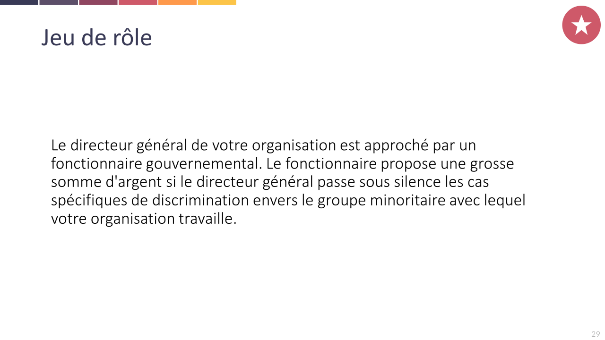 Jeu de rôle
Le directeur général de votre organisation est approché par un
fonctionnaire gouvernemental. Le fonctionnaire propose une grosse
somme d'argent si le directeur général passe sous silence les cas
spécifiques de discrimination envers le groupe minoritaire avec lequel
votre organisation travaille.
29